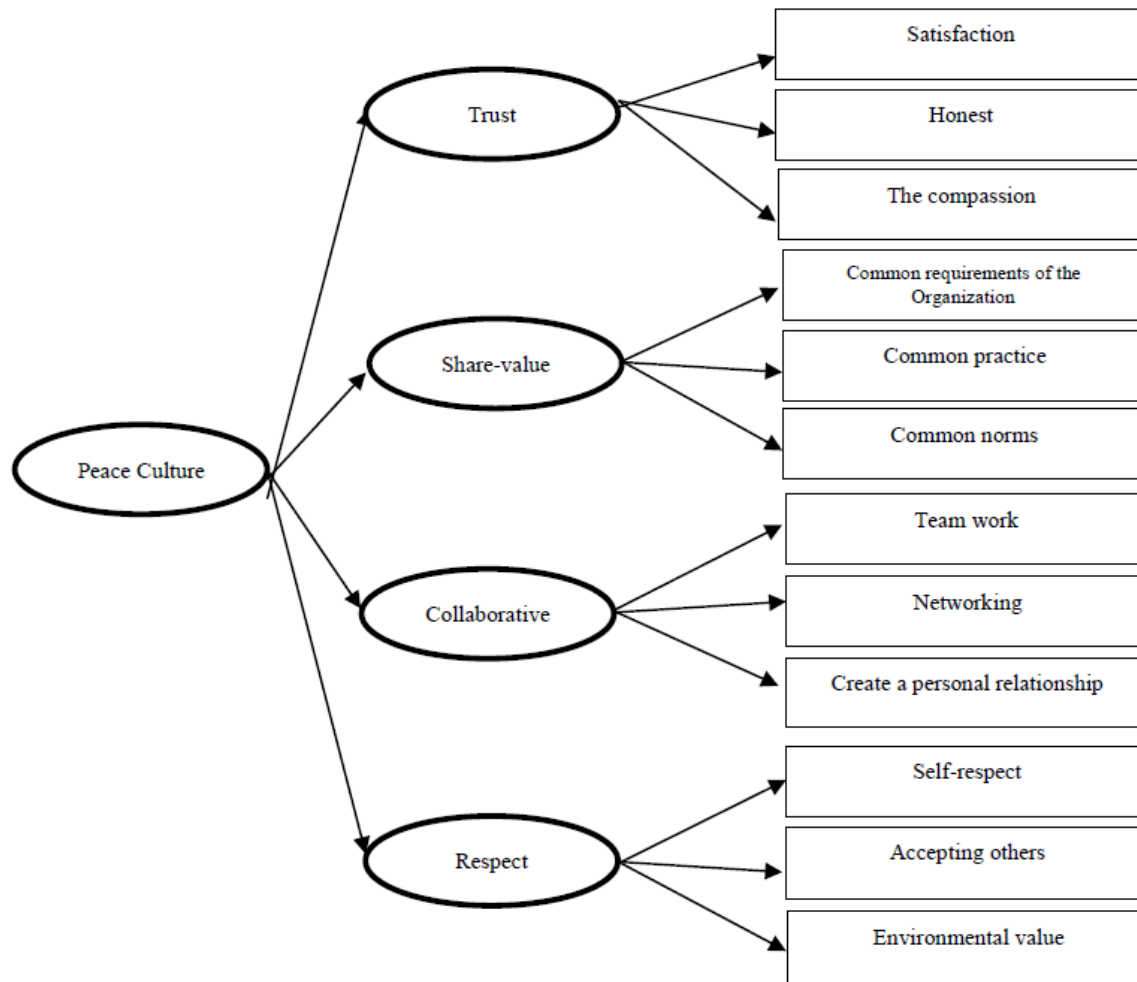 Satisfaction
Trust
Honest
The compassion
Common requirements of the
Organization
Share-value
Common practice
Common norms
Peace Culture
Team work
Networking
Collaborative
Create a personal relationship
Self-respect
Respect
Accepting others
Environmental value